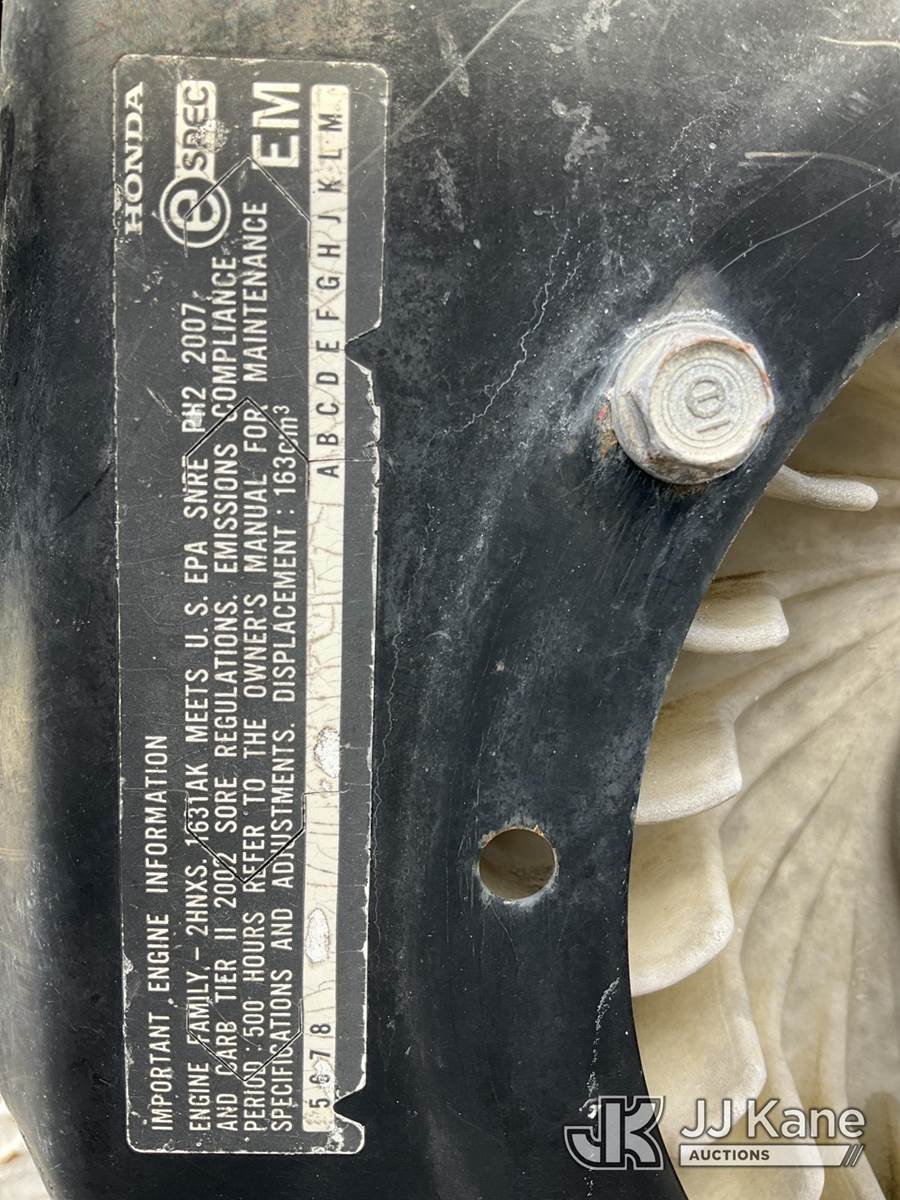 IMPORTANT ENGINE INFORMATION
HONDA
ENGINE FAMILY - 2HNXS.1631AK MEETS U.S. EPA SNRE PH2 2007
AND CARB TIER II 2002 SORE REGULATIONS. EMISSIONS COMPLIANCE
PERIOD : 500 HOURS REFER TO THE OWNER'S MANUAL FOR MAINTENANCE
SPECIFICATIONS AND ADJUSTMENTS. DISPLACEMENT : 163cm³
e SPEC
EM
5 6 7 8 A B C D E F G H J K L M
JK JJ Kane
AUCTIONS